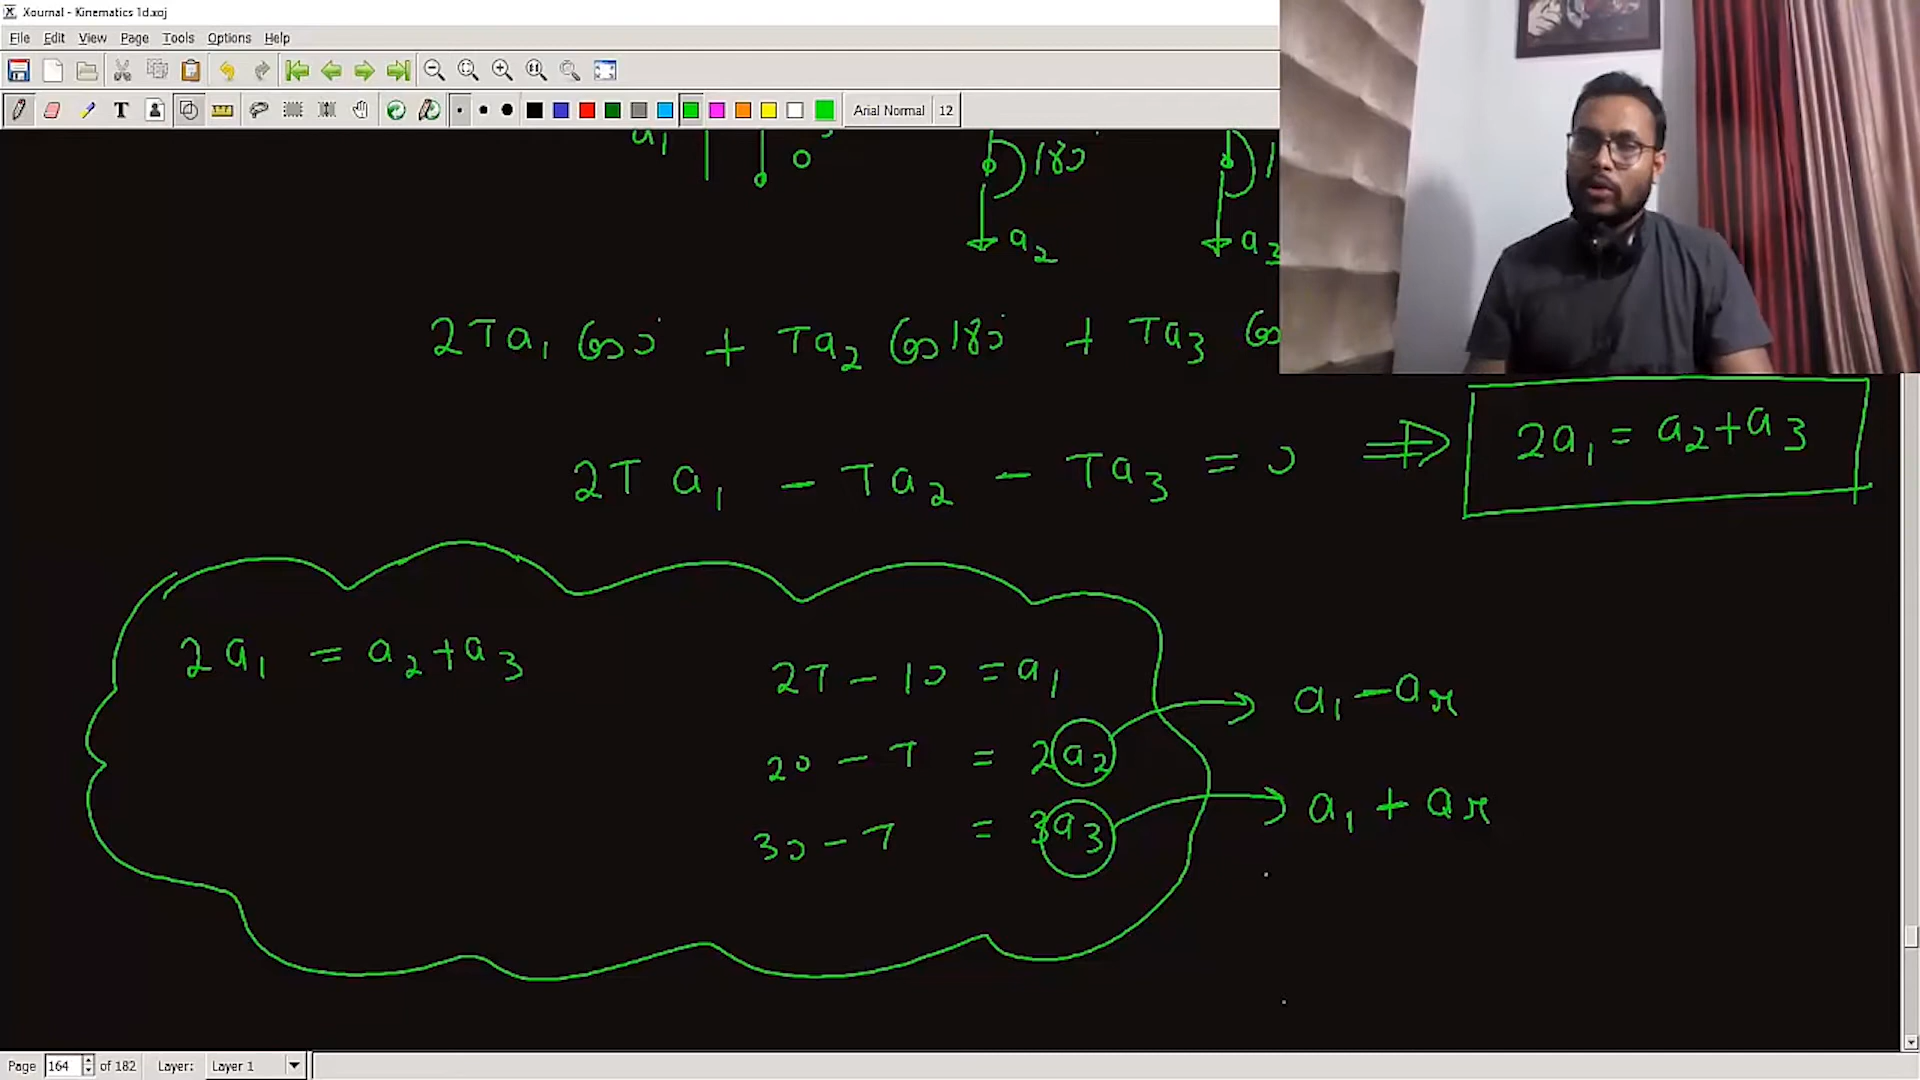 Xournal - Kinematics 1d.xoj
File Edit View Page Tools Options Help
Arial Normal 12
a1 0° 180
a2 a3
2Ta1 Cos0° + Ta2 Cos180 + Ta3 Cos
2T a1 - Ta2 - Ta3 = 0 ⇒ 2a1 = a2+a3
2a1 = a2+a3
2T - 10 = a1
a1 - ar
20 - T = 2a2
30 - T = 3a3
a1 + ar
Page 164 of 182 Layer: Layer 1